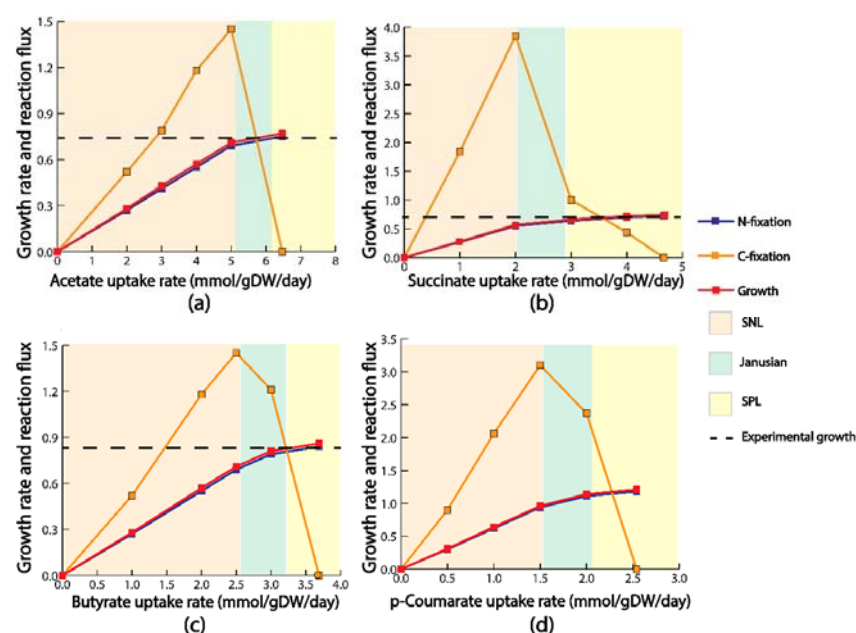 Growth rate and reaction flux
1.5
1.2
0.9
0.6
0.3
0.0
0 1 2 3 4 5 6 7 8
Acetate uptake rate (mmol/gDW/day)
(a)
Growth rate and reaction flux
4.0
3.5
3.0
2.5
2.0
1.5
1.0
0.5
0.0
0 1 2 3 4 5
Succinate uptake rate (mmol/gDW/day)
(b)
N-fixation
C-fixation
Growth
SNL
Janusian
SPL
Experimental growth
Growth rate and reaction flux
1.5
1.2
0.9
0.6
0.3
0.0
0.0 0.5 1.0 1.5 2.0 2.5 3.0 3.5 4.0
Butyrate uptake rate (mmol/gDW/day)
(c)
Growth rate and reaction flux
3.5
3.0
2.5
2.0
1.5
1.0
0.5
0.0
0.0 0.5 1.0 1.5 2.0 2.5 3.0
p-Coumarate uptake rate (mmol/gDW/day)
(d)